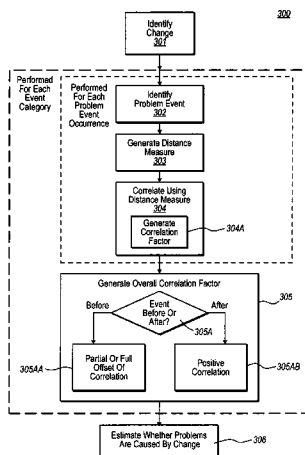 300
Identify
Change
301
Performed
For Each
Event
Category
Performed
For Each
Problem
Event
Occurrence
Identify
Problem Event
302
Generate Distance
Measure
303
Correlate Using
Distance Measure
304
Generate
Correlation
Factor
304A
Generate Overall Correlation Factor
305
Before
Event
Before Or
After?
After
305A
Partial Or Full
Offset Of
Correlation
305AA
Positive
Correlation
305AB
Estimate Whether Problems
Are Caused By Change
306